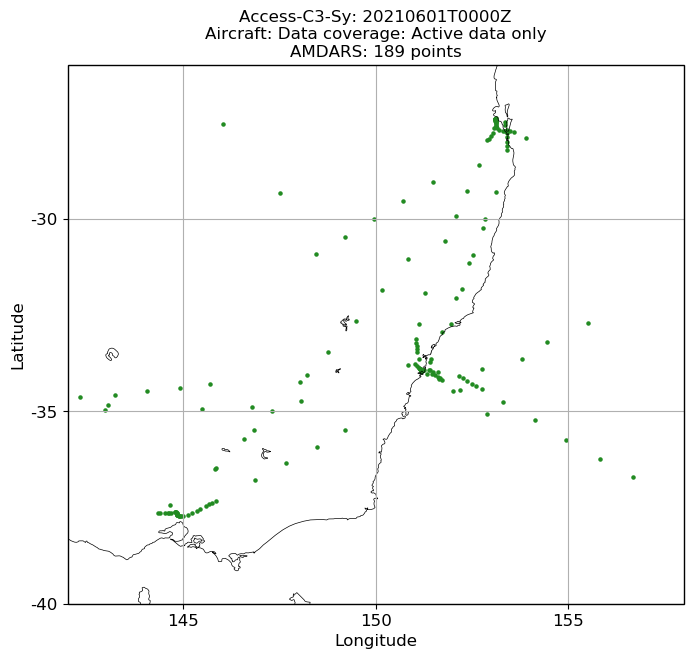 Access-C3-Sy: 20210601T0000Z
Aircraft: Data coverage: Active data only
AMDARS: 189 points
Latitude
-30
-35
-40
145
150
155
Longitude